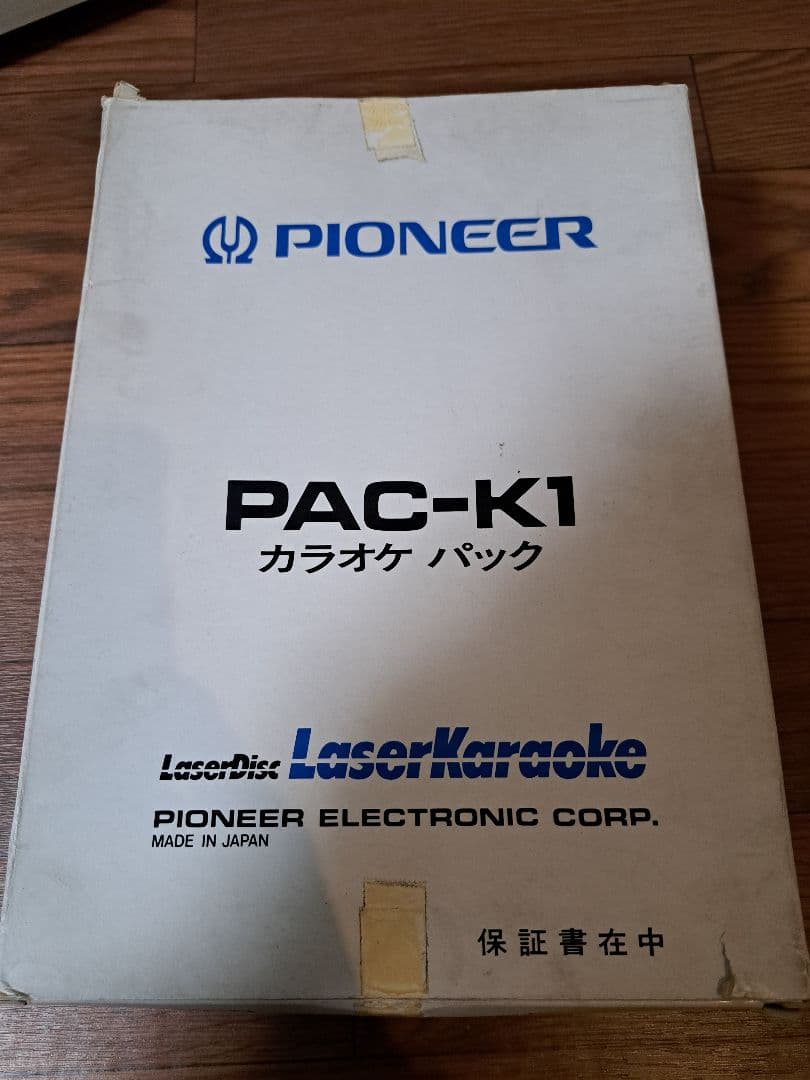 PIONEER
PAC-K1
カラオケ パック
LaserDisc LaserKaraoke
PIONEER ELECTRONIC CORP.
MADE IN JAPAN
保証書在中